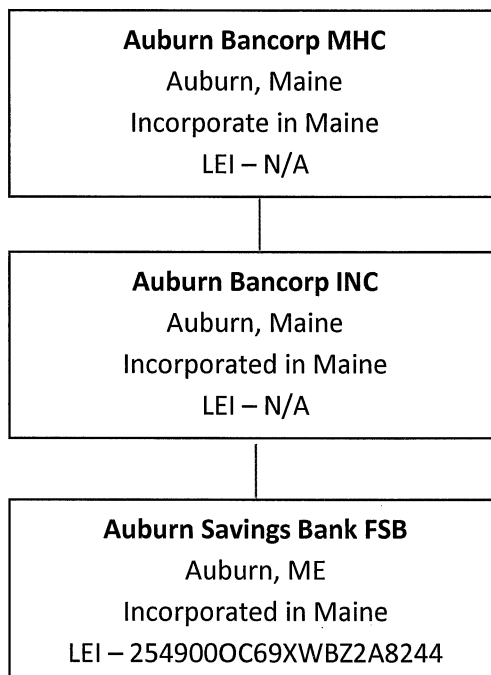 Auburn Bancorp MHC
Auburn, Maine
Incorporate in Maine
LEI – N/A
Auburn Bancorp INC
Auburn, Maine
Incorporated in Maine
LEI – N/A
Auburn Savings Bank FSB
Auburn, ME
Incorporated in Maine
LEI – 254900OC69XWBZ2A8244